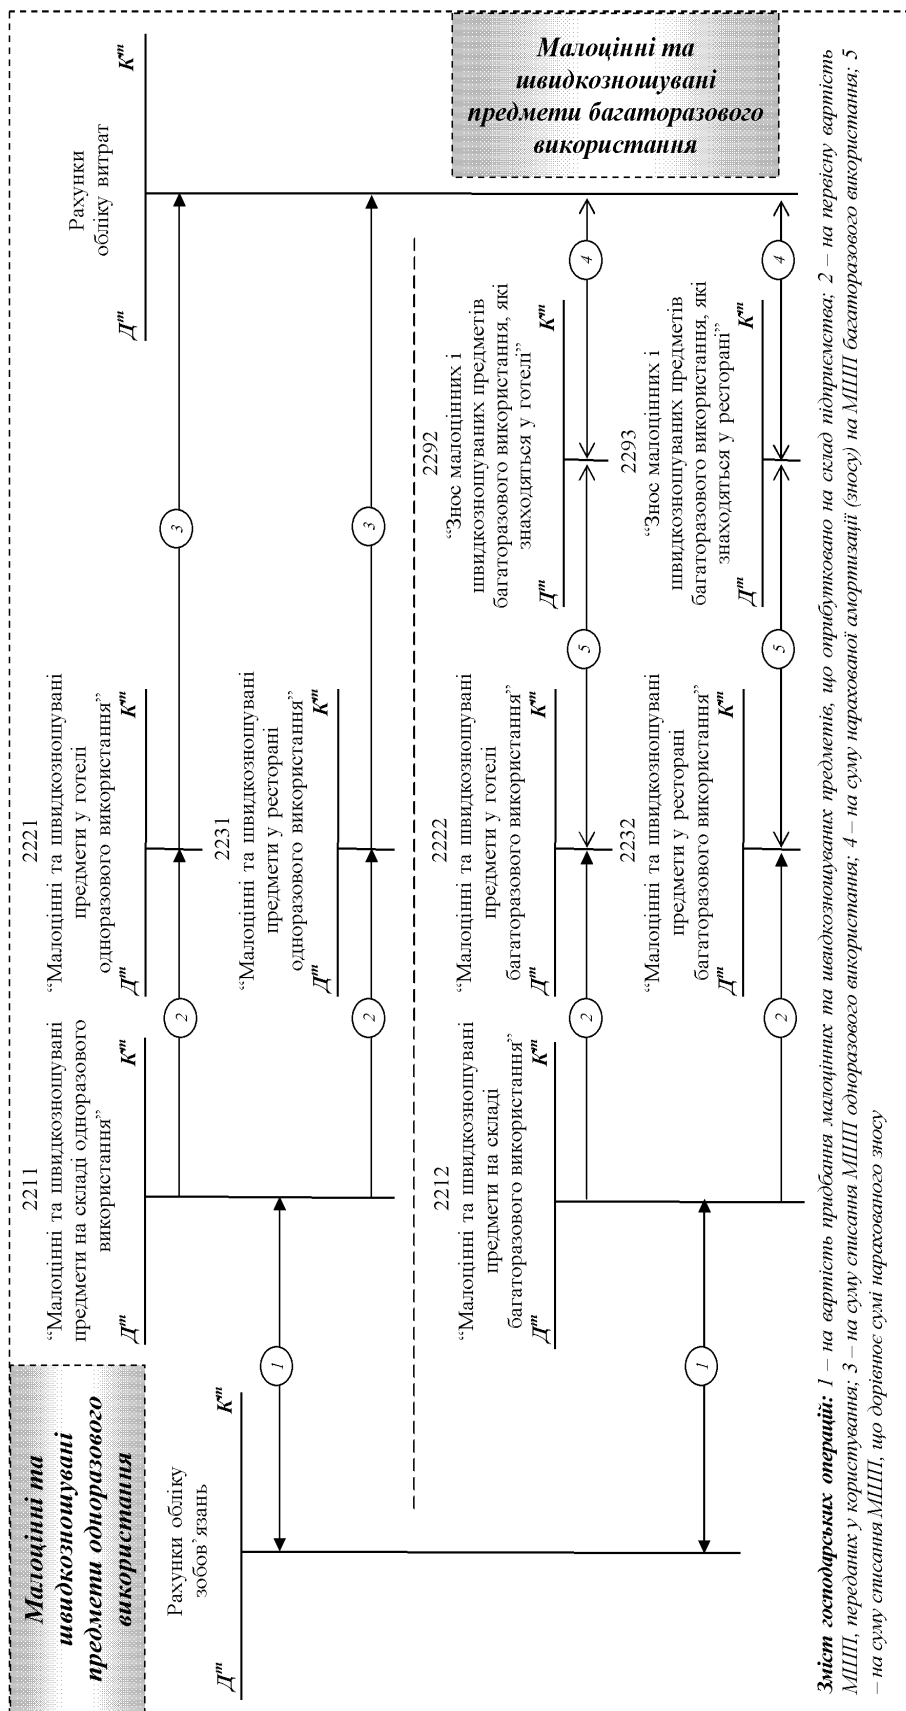 Малоцінні та
швидкозношувані
предмети одноразового
використання
Малоцінні та
швидкозношувані
предмети багаторазового
використання
Рахунки обліку
зобов’язань
Дт Кт
1
1
2211
“Малоцінні та швидкозношувані
предмети на складі одноразового
використання”
Дт Кт
2
2
2221
“Малоцінні та швидкозношувані
предмети у готелі
одноразового використання”
Дт Кт
2231
“Малоцінні та швидкозношувані
предмети у ресторані
одноразового використання”
Дт Кт
3
3
Рахунки
обліку витрат
Дт Кт
2212
“Малоцінні та швидкозношувані
предмети на складі
багаторазового використання”
Дт Кт
2
2
2222
“Малоцінні та швидкозношувані
предмети у готелі
багаторазового використання”
Дт Кт
2232
“Малоцінні та швидкозношувані
предмети у ресторані
багаторазового використання”
Дт Кт
5
5
2292
“Знос малоцінних і
швидкозношуваних предметів
багаторазового використання, які
знаходяться у готелі”
Дт Кт
2293
“Знос малоцінних і
швидкозношуваних предметів
багаторазового використання, які
знаходяться у ресторані”
Дт Кт
4
4
Зміст господарських операцій: 1 – на вартість придбання малоцінних та швидкозношуваних предметів, що оприбутковано на склад підприємства; 2 – на первісну вартість
МШП, переданих у користування; 3 – на суму списання МШП одноразового використання; 4 – на суму нарахованої амортизації (зносу) на МШП багаторазового використання; 5
– на суму списання МШП, що дорівнює сумі нарахованого зносу